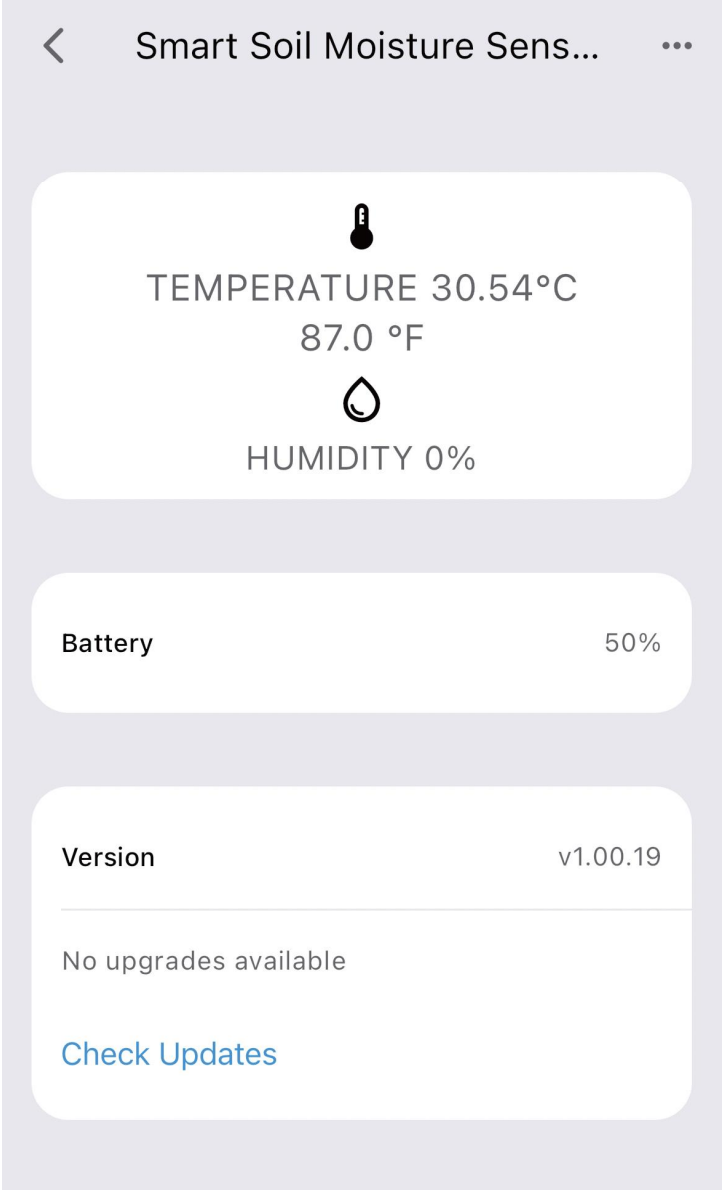 Smart Soil Moisture Sens...
TEMPERATURE 30.54°C
87.0 °F
HUMIDITY 0%
Battery
50%
Version
v1.00.19
No upgrades available
Check Updates